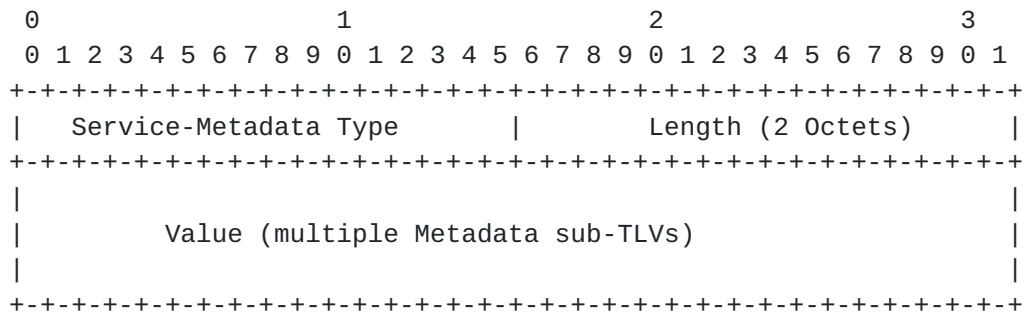 0                   1                   2                   3
 0 1 2 3 4 5 6 7 8 9 0 1 2 3 4 5 6 7 8 9 0 1 2 3 4 5 6 7 8 9 0 1
+-+-+-+-+-+-+-+-+-+-+-+-+-+-+-+-+-+-+-+-+-+-+-+-+-+-+-+-+-+-+-+-+
|   Service-Metadata Type       |        Length (2 Octets)      |
+-+-+-+-+-+-+-+-+-+-+-+-+-+-+-+-+-+-+-+-+-+-+-+-+-+-+-+-+-+-+-+-+
|                                                               |
|         Value (multiple Metadata sub-TLVs)                    |
|                                                               |
+-+-+-+-+-+-+-+-+-+-+-+-+-+-+-+-+-+-+-+-+-+-+-+-+-+-+-+-+-+-+-+-+